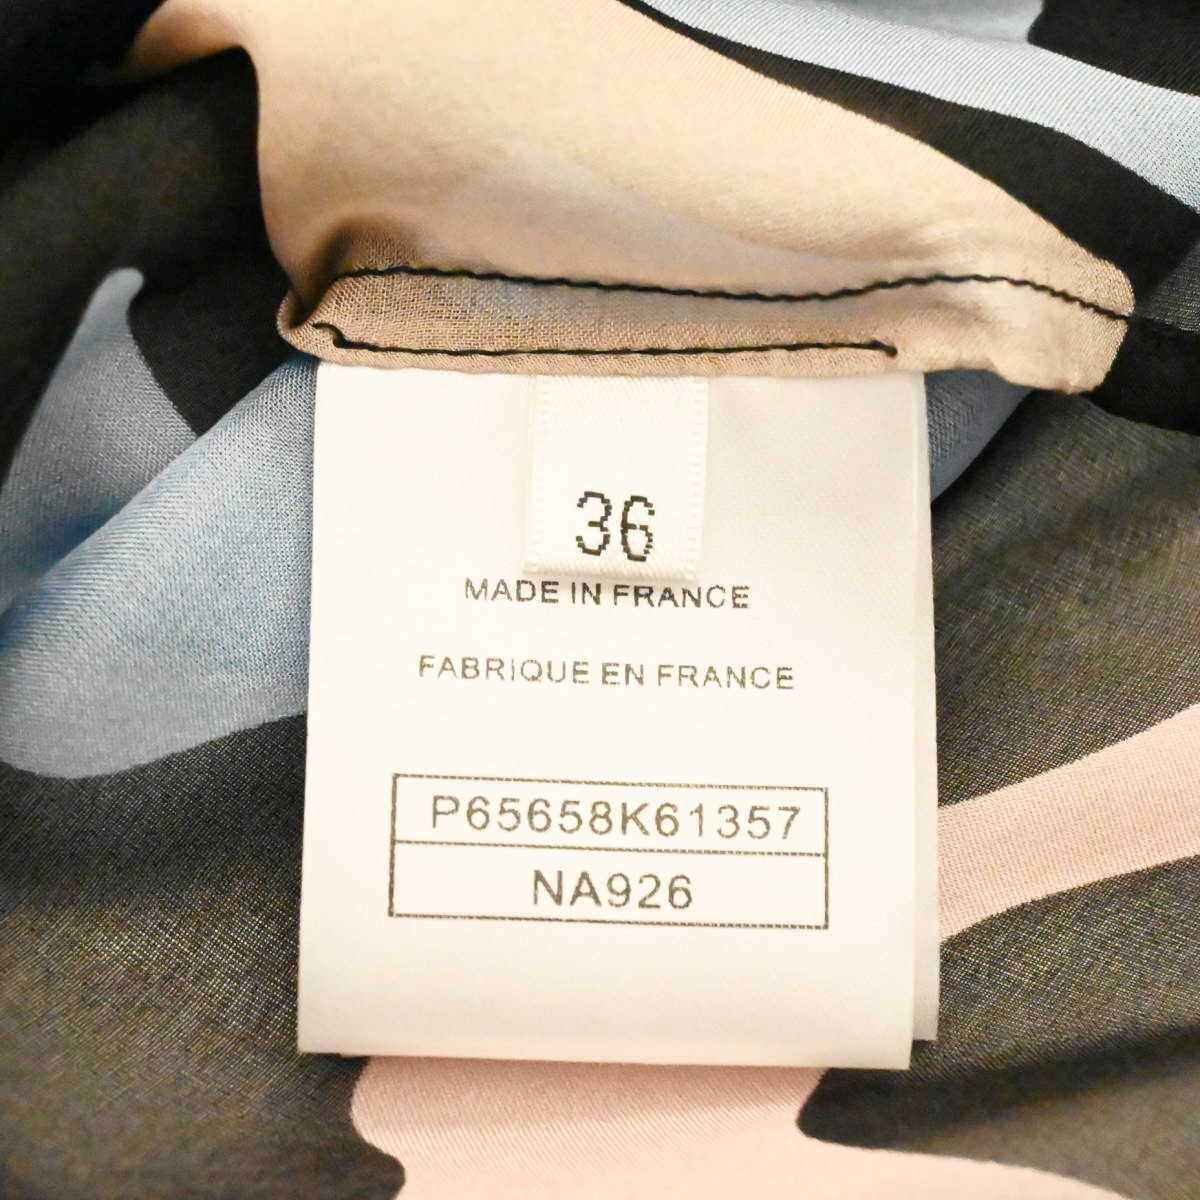 36
MADE IN FRANCE
FABRIQUE EN FRANCE
P65658K61357
NA926